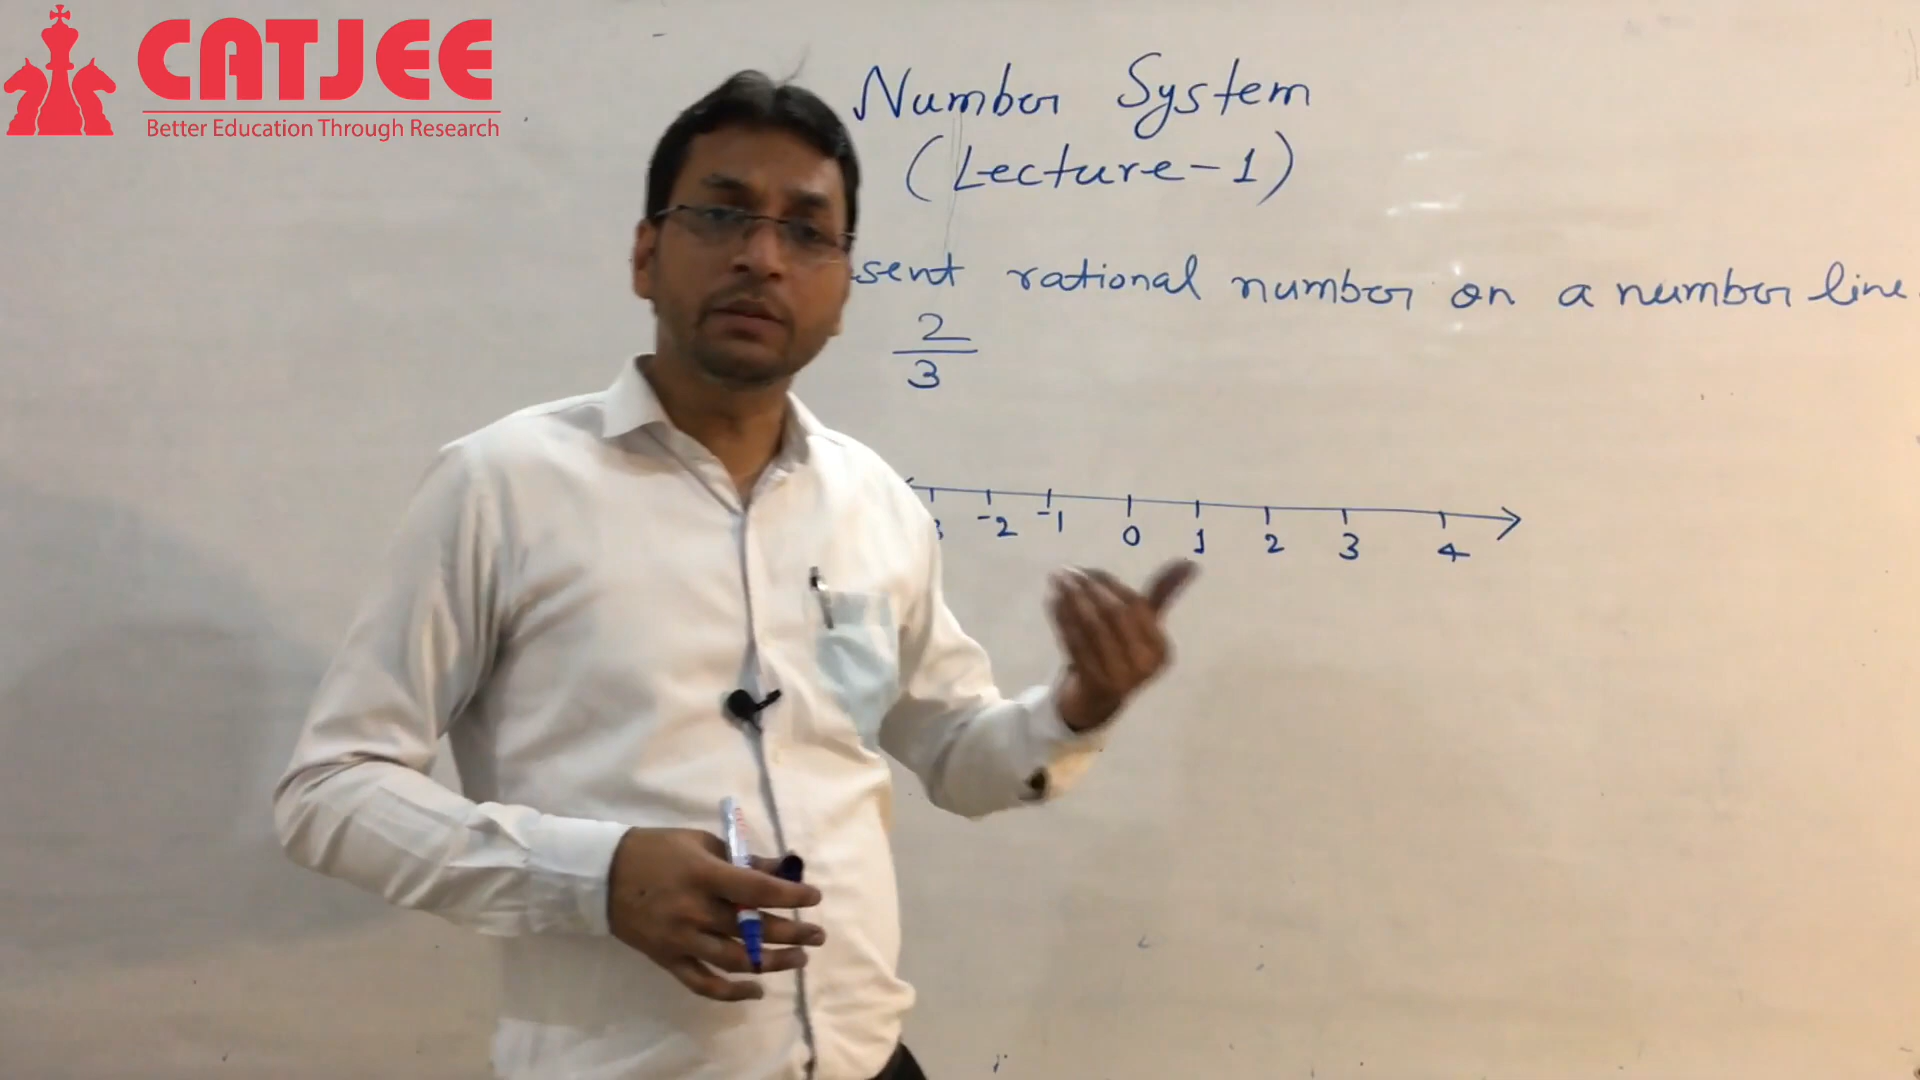 CATJEE
Better Education Through Research
Number System
(Lecture-1)
sent rational number on a number line.
2
3
-2 -1 0 1 2 3 4